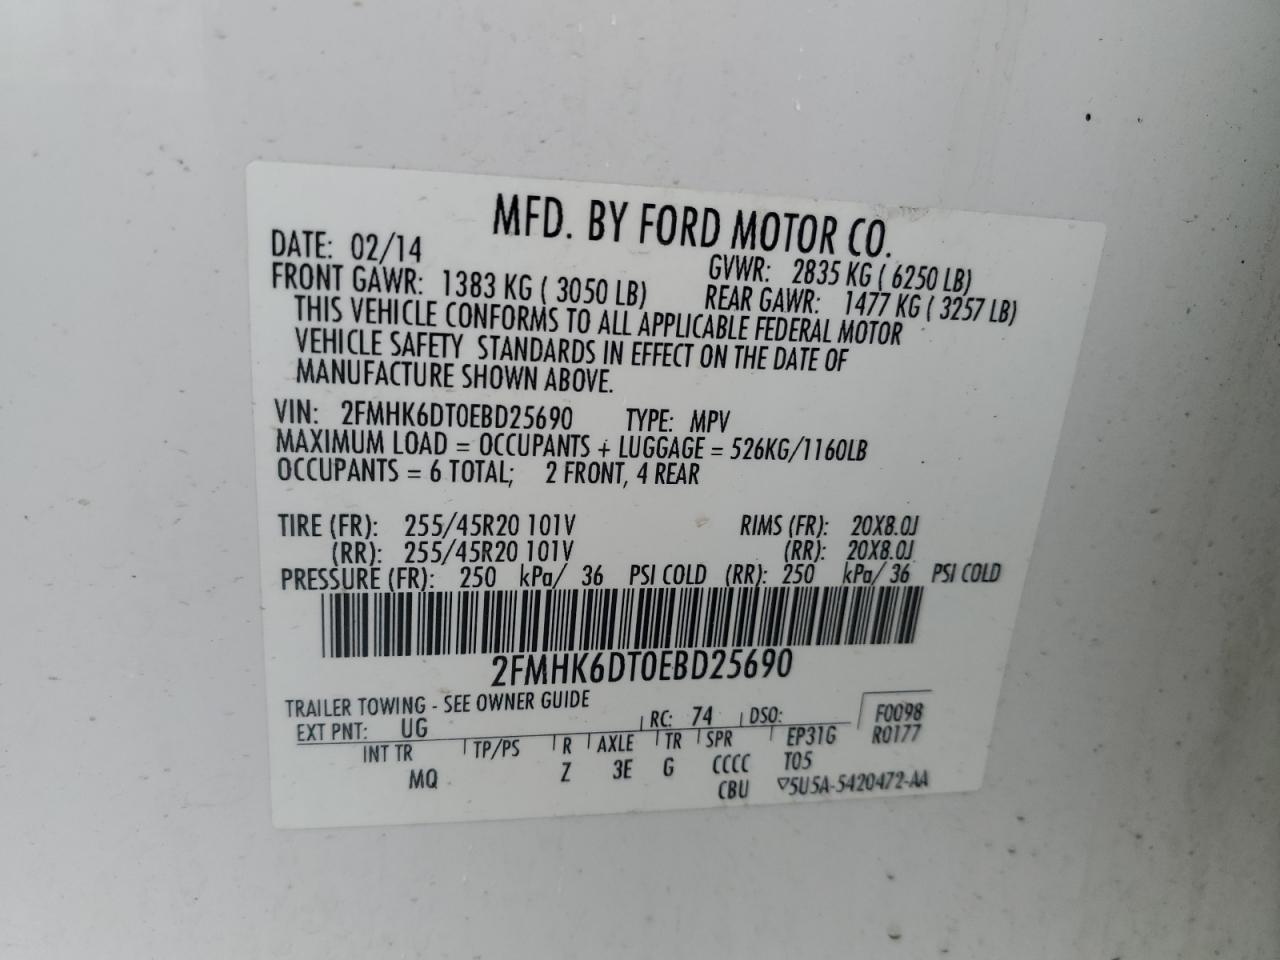 MFD. BY FORD MOTOR CO.
DATE: 02/14 GVWR: 2835 KG ( 6250 LB)
FRONT GAWR: 1383 KG ( 3050 LB) REAR GAWR: 1477 KG ( 3257 LB)
THIS VEHICLE CONFORMS TO ALL APPLICABLE FEDERAL MOTOR
VEHICLE SAFETY STANDARDS IN EFFECT ON THE DATE OF
MANUFACTURE SHOWN ABOVE.
VIN: 2FMHK6DT0EBD25690 TYPE: MPV
MAXIMUM LOAD = OCCUPANTS + LUGGAGE = 526KG/1160LB
OCCUPANTS = 6 TOTAL; 2 FRONT, 4 REAR
TIRE (FR): 255/45R20 101V RIMS (FR): 20X8.0J
(RR): 255/45R20 101V (RR): 20X8.0J
PRESSURE (FR): 250 kPa/ 36 PSI COLD (RR): 250 kPa/ 36 PSI COLD
2FMHK6DT0EBD25690
TRAILER TOWING - SEE OWNER GUIDE
EXT PNT: UG RC: 74 DSO: F0098
INT TR TP/PS R AXLE TR SPR EP31G R0177
MQ Z 3E G CCCC T05
CBU ▽5U5A-5420472-AA